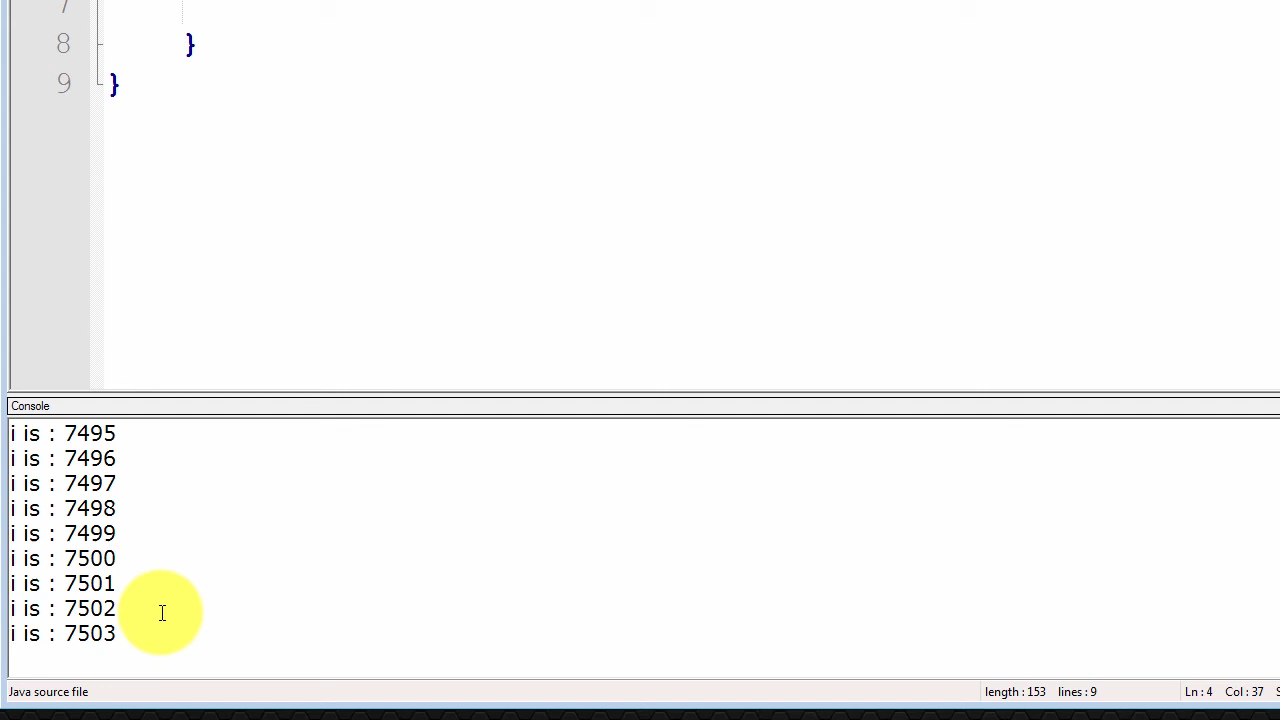 7
8 }
9 }
Console
i is : 7495
i is : 7496
i is : 7497
i is : 7498
i is : 7499
i is : 7500
i is : 7501
i is : 7502
i is : 7503
Java source file length : 153 lines : 9 Ln : 4 Col : 37